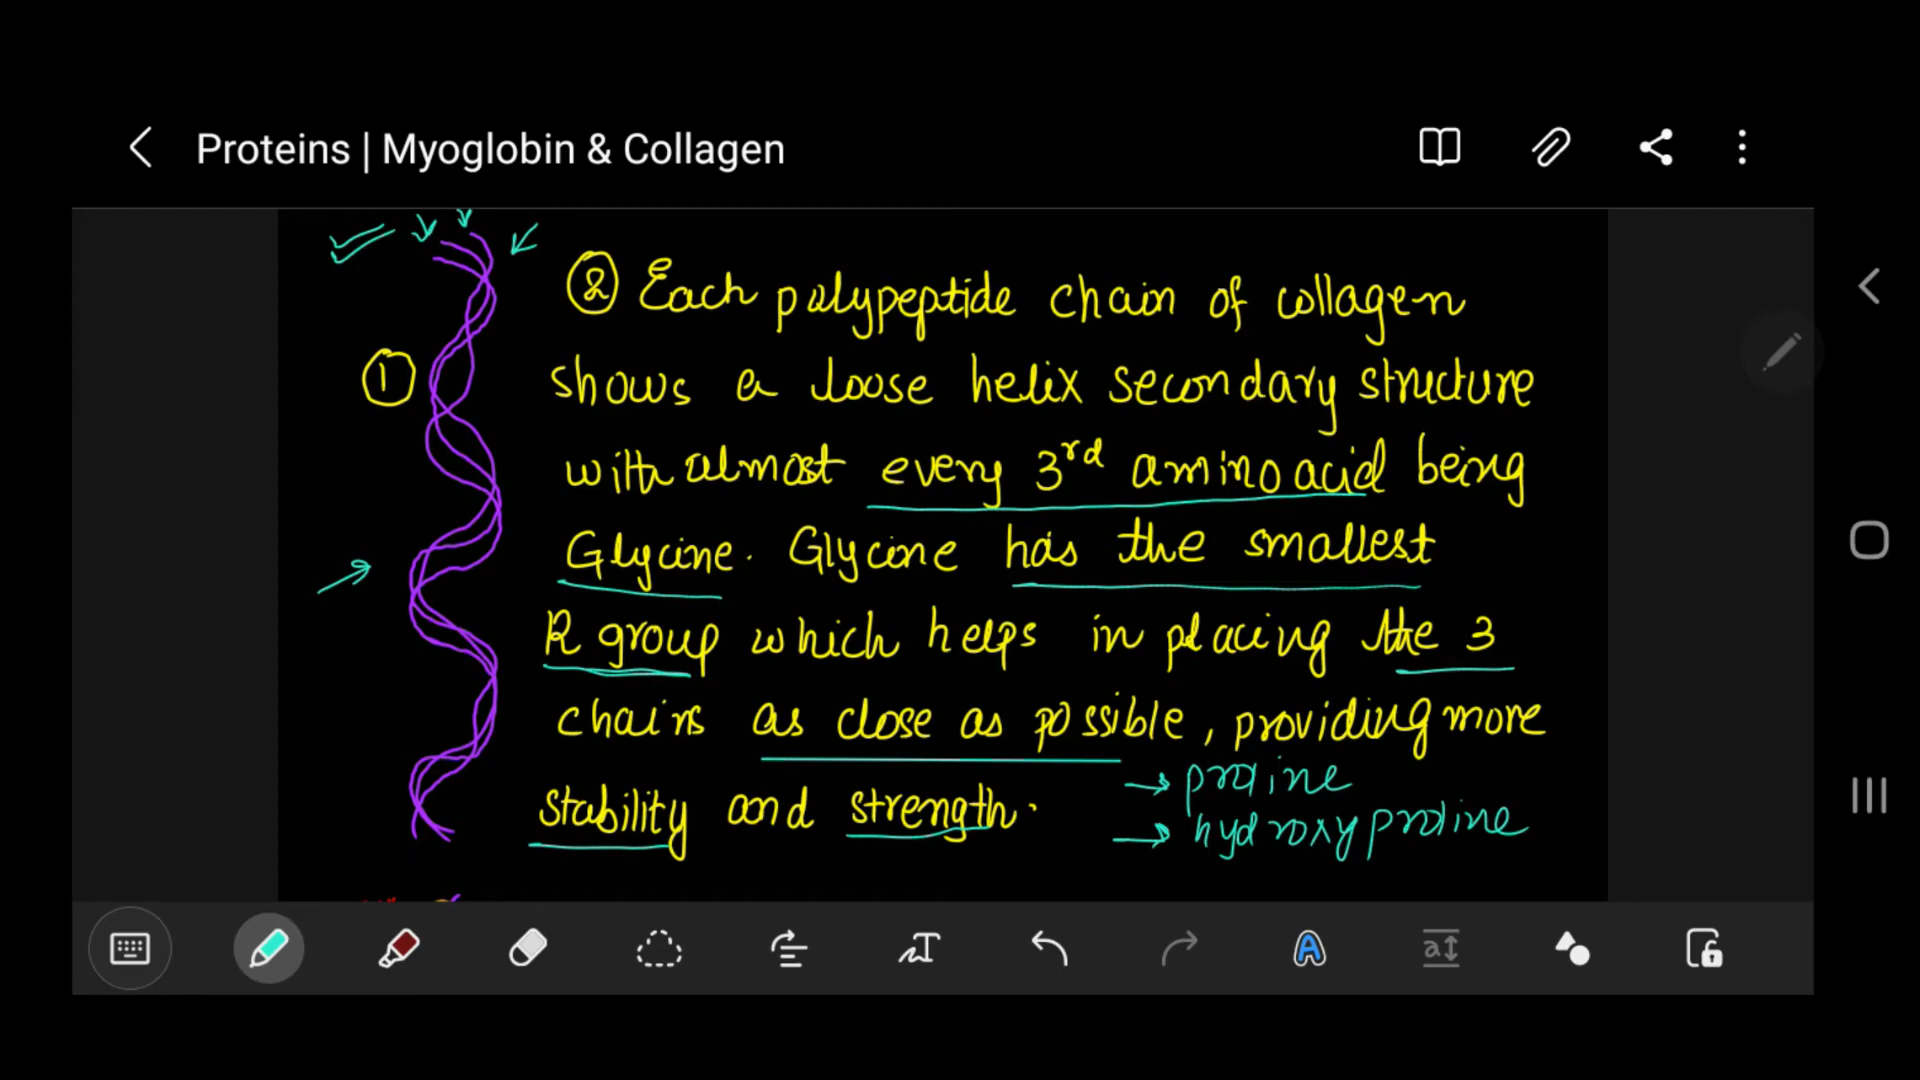 Proteins | Myoglobin & Collagen
② Each polypeptide chain of collagen
①
shows a loose helix secondary structure
with almost every 3rd amino acid being
Glycine. Glycine has the smallest
R group which helps in placing the 3
chains as close as possible, providing more
→ proline
stability and strength.
→ hydroxyproline
T
A
a